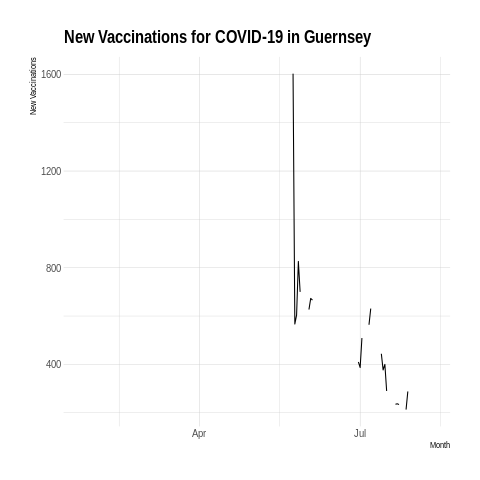 New Vaccinations for COVID-19 in Guernsey
New Vaccinations
1600
1200
800
400
Apr
Jul
Month